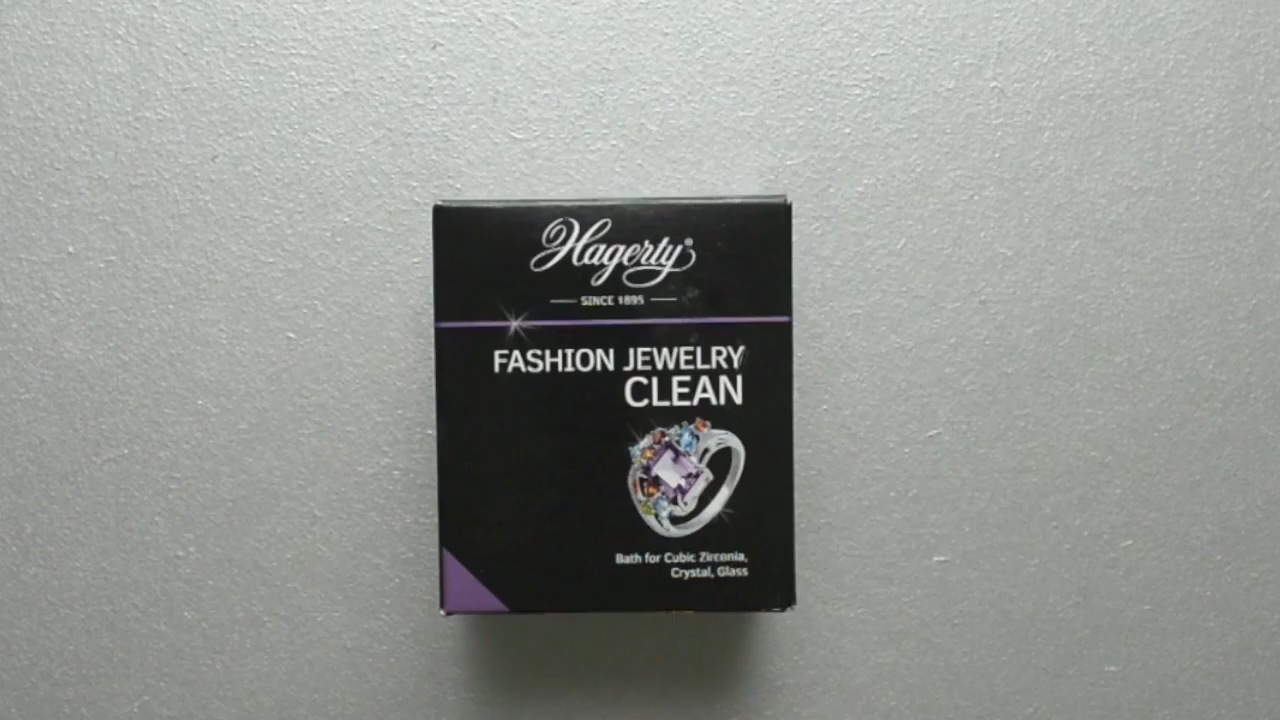 Hagerty®
SINCE 1895
FASHION JEWELRY
CLEAN
Bath for Cubic Zirconia,
Crystal, Glass